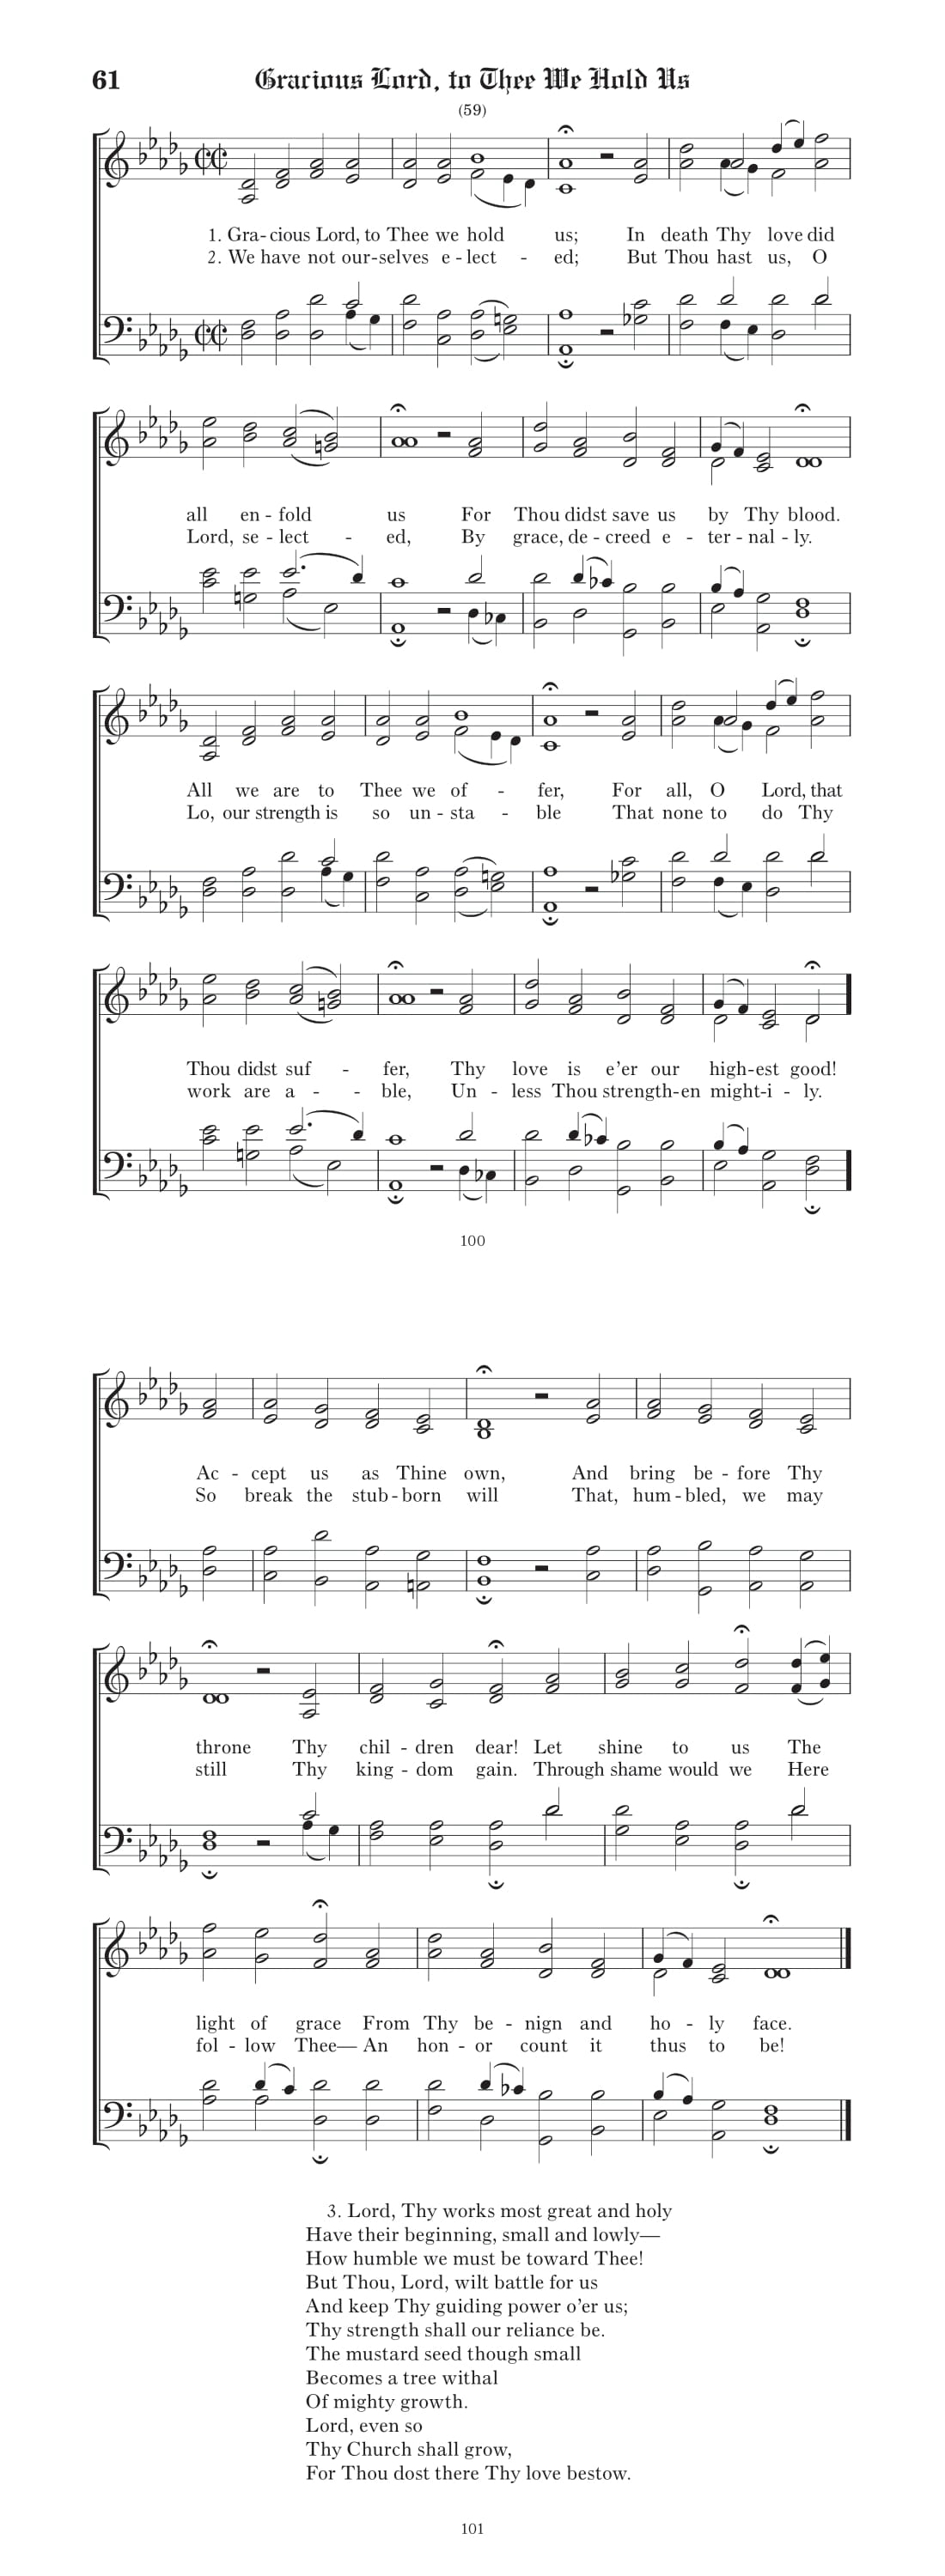 61 Gracious Lord, to Thee We Hold Us
(59)
1. Gra-cious Lord, to Thee we hold us; In death Thy love did
2. We have not our-selves e-lect-ed; But Thou hast us, O
all en-fold us For Thou didst save us by Thy blood.
Lord, se-lect-ed, By grace, de-creed e-ter-nal-ly.
All we are to Thee we of-fer, For all, O Lord, that
Lo, our strength is so un-sta-ble That none to do Thy
Thou didst suf-fer, Thy love is e’er our high-est good!
work are a-ble, Un-less Thou strength-en might-i-ly.
100
Ac-cept us as Thine own, And bring be-fore Thy
So break the stub-born will That, hum-bled, we may
throne Thy chil-dren dear! Let shine to us The
still Thy king-dom gain. Through shame would we Here
light of grace From Thy be-nign and ho-ly face.
fol-low Thee— An hon-or count it thus to be!
3. Lord, Thy works most great and holy
Have their beginning, small and lowly—
How humble we must be toward Thee!
But Thou, Lord, wilt battle for us
And keep Thy guiding power o’er us;
Thy strength shall our reliance be.
The mustard seed though small
Becomes a tree withal
Of mighty growth.
Lord, even so
Thy Church shall grow,
For Thou dost there Thy love bestow.
101